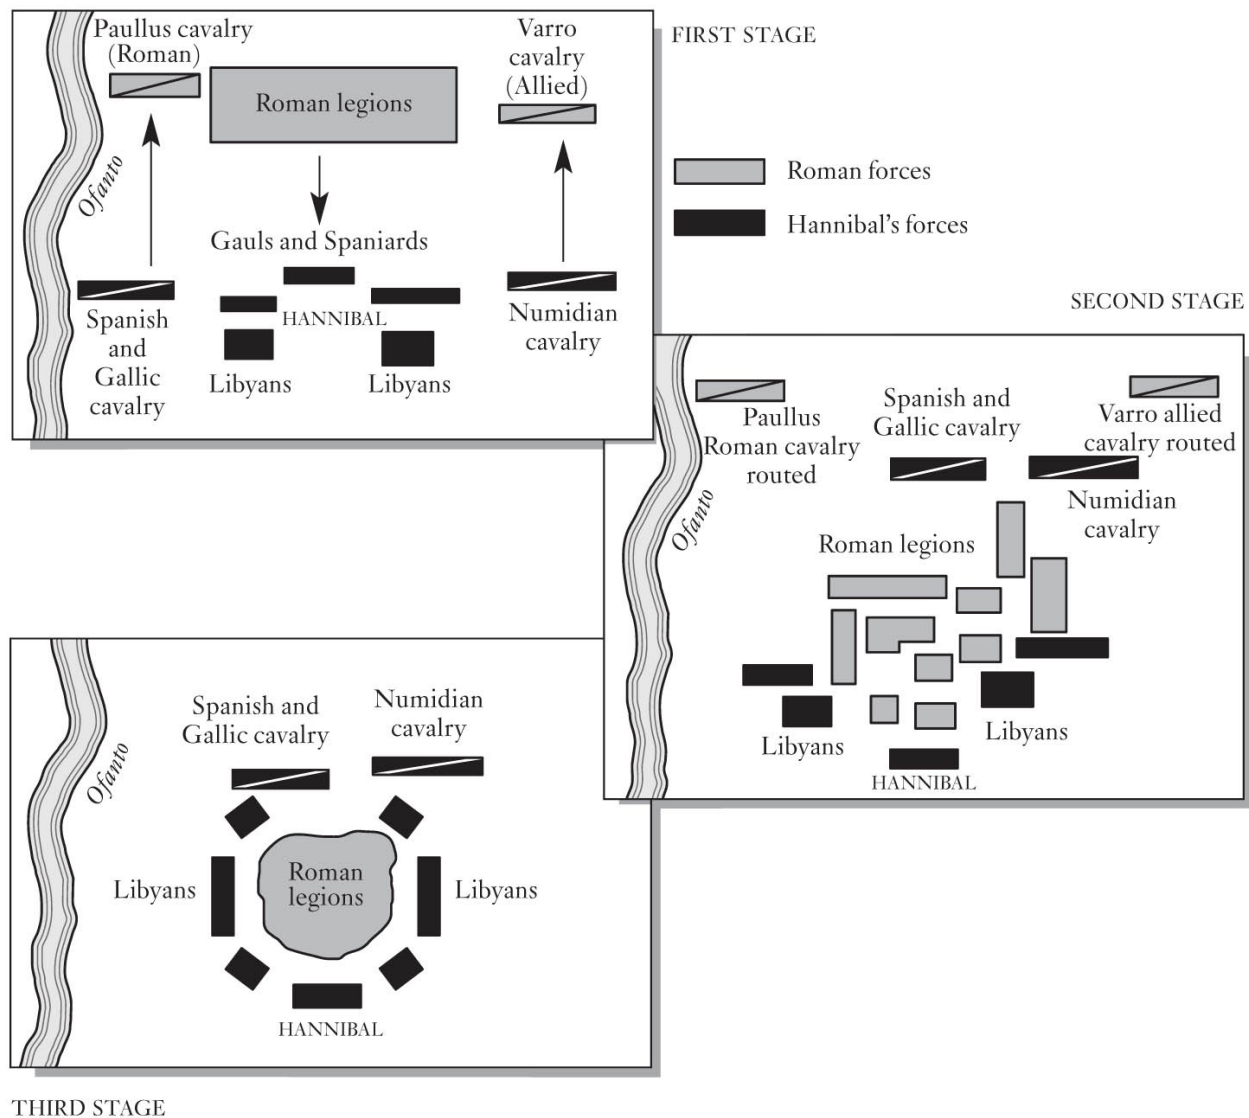 FIRST STAGE
Paullus cavalry
(Roman)
Varro
cavalry
(Allied)
Roman legions
Ofanto
Gauls and Spaniards
HANNIBAL
Spanish
and
Gallic
cavalry
Libyans
Libyans
Numidian
cavalry
Roman forces
Hannibal's forces
SECOND STAGE
Paullus
Roman cavalry
routed
Spanish and
Gallic cavalry
Varro allied
cavalry routed
Numidian
cavalry
Ofanto
Roman legions
Libyans
Libyans
HANNIBAL
Spanish and
Gallic cavalry
Numidian
cavalry
Ofanto
Libyans
Roman
legions
Libyans
HANNIBAL
THIRD STAGE